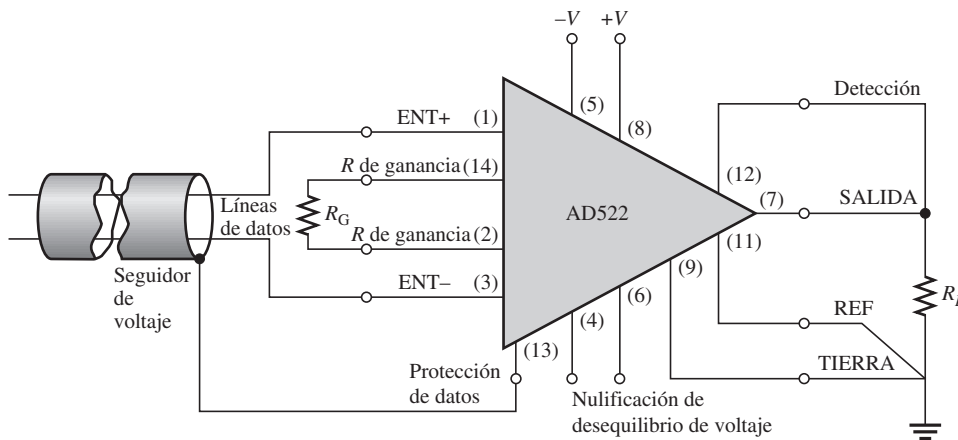 –V
+V
Detección
ENT+
(1)
(5)
(8)
R de ganancia
(14)
(12)
(7)
SALIDA
Líneas
de datos
RG
AD522
R de ganancia
(2)
(11)
(9)
Seguidor
de
voltaje
ENT–
(3)
(6)
(4)
REF
(13)
TIERRA
Protección
de datos
Nulificación de
desequilibrio de voltaje